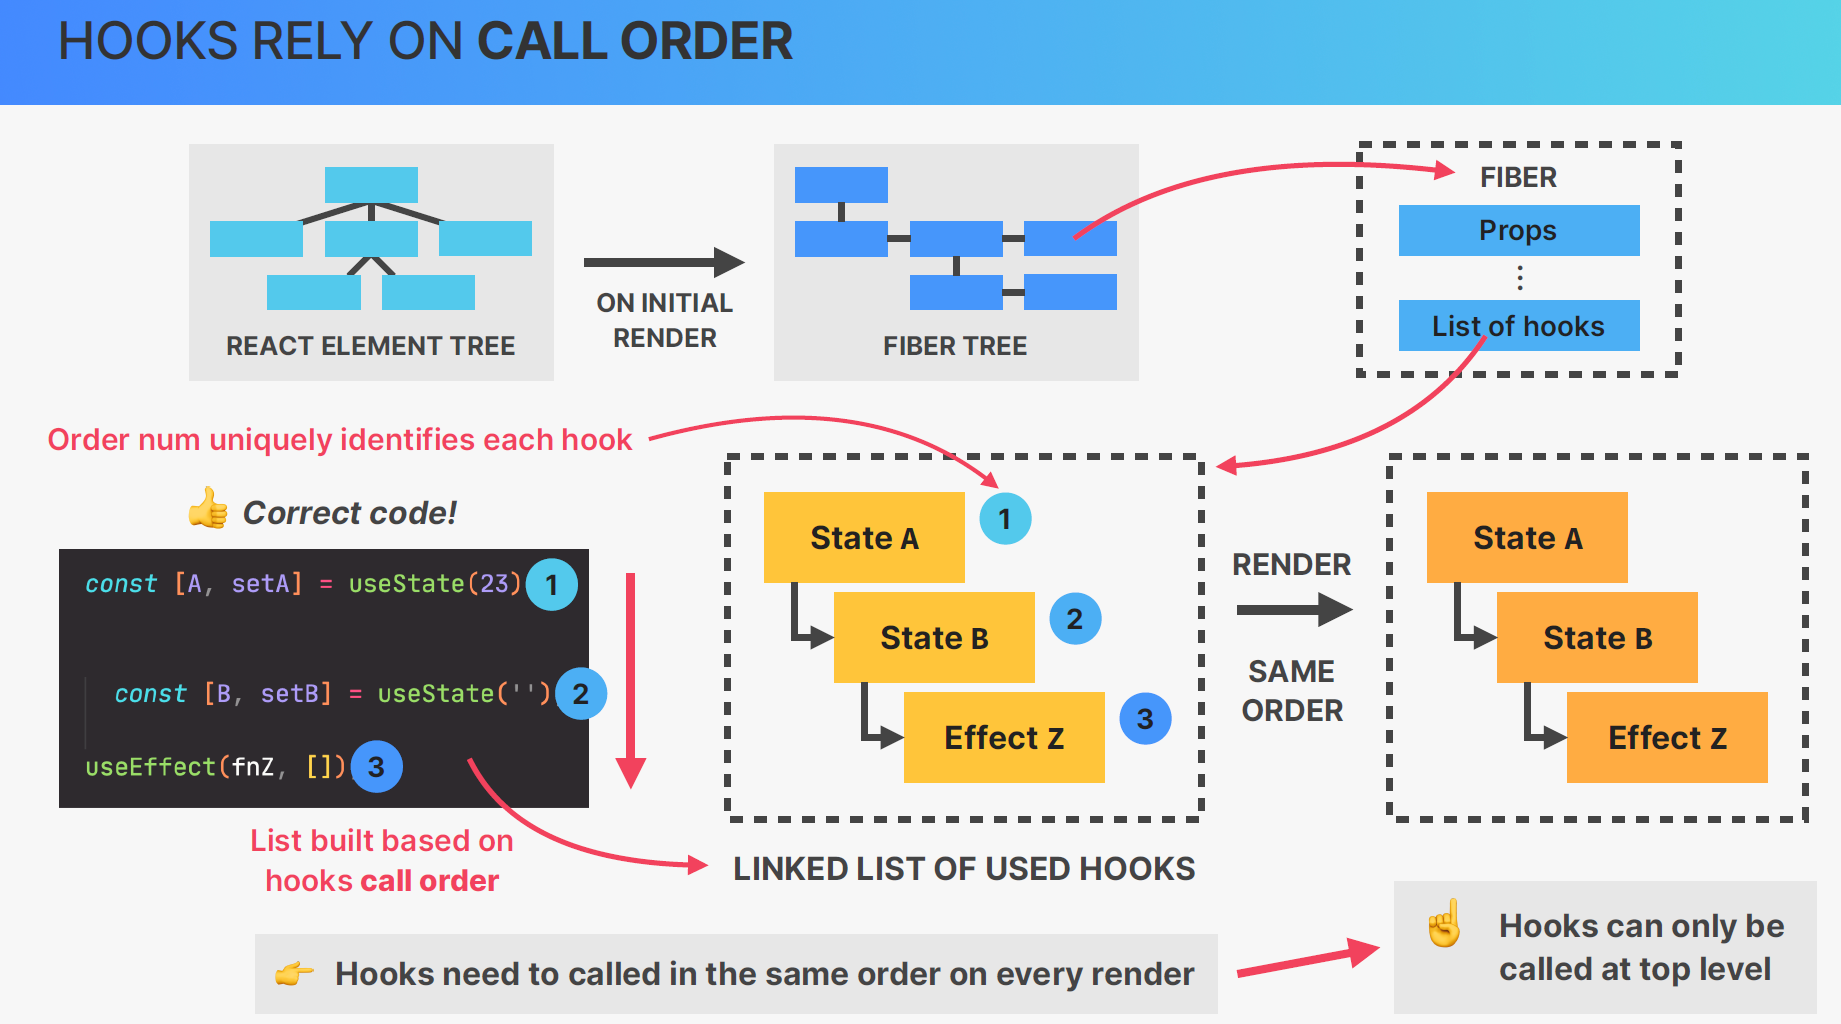 HOOKS RELY ON CALL ORDER
REACT ELEMENT TREE
ON INITIAL
RENDER
FIBER TREE
FIBER
Props
List of hooks
Order num uniquely identifies each hook
Correct code!
const [A, setA] = useState(23) 1
const [B, setB] = useState('') 2
useEffect(fnZ, []) 3
List built based on
hooks call order
State A 1
State B 2
Effect Z 3
LINKED LIST OF USED HOOKS
RENDER
SAME
ORDER
State A
State B
Effect Z
Hooks need to called in the same order on every render
Hooks can only be
called at top level